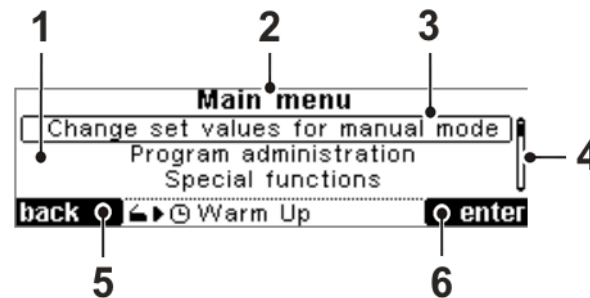 1 2 3
Main menu
Change set values for manual mode
4
Program administration
Special functions
back Warm Up enter
5 6